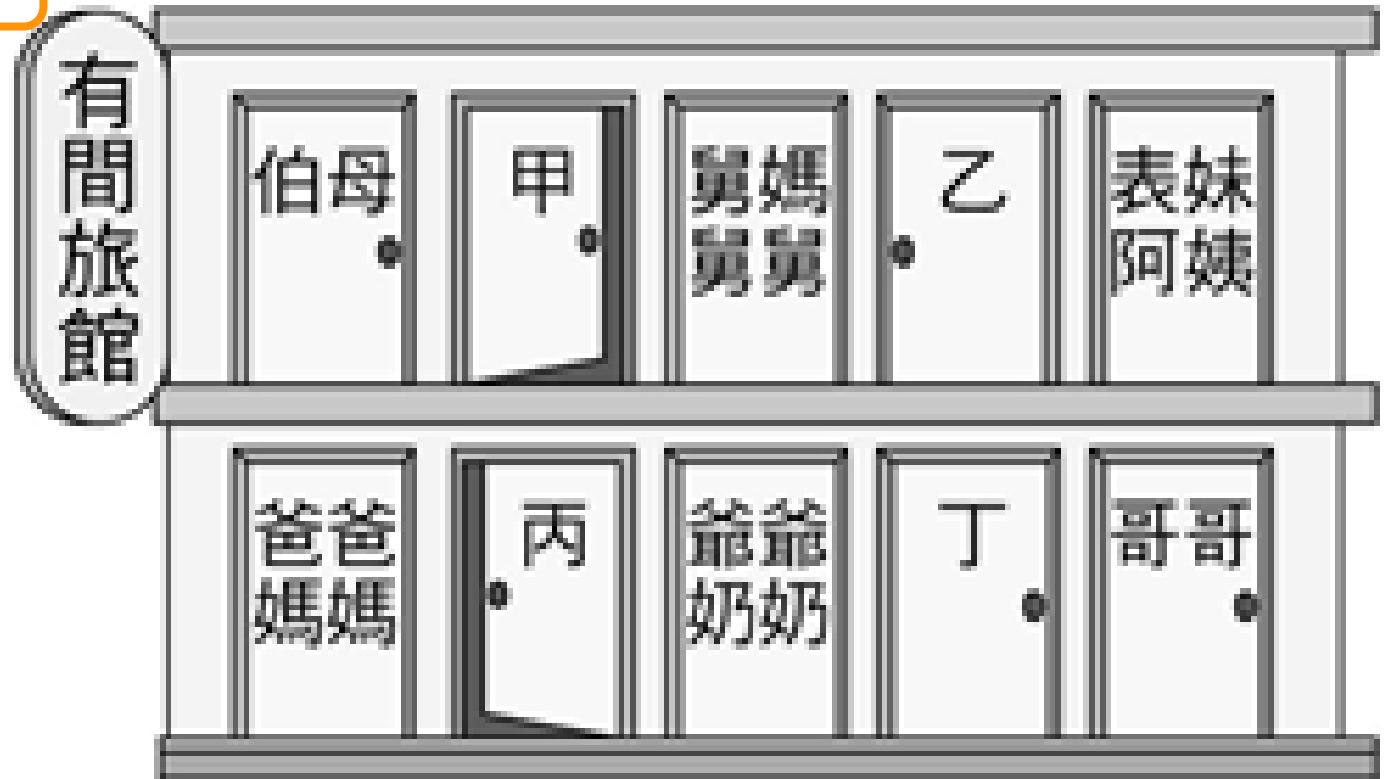 有間旅館
伯母
甲
舅媽
舅舅
乙
表妹
阿姨
爸爸
媽媽
丙
爺爺
奶奶
丁
哥哥